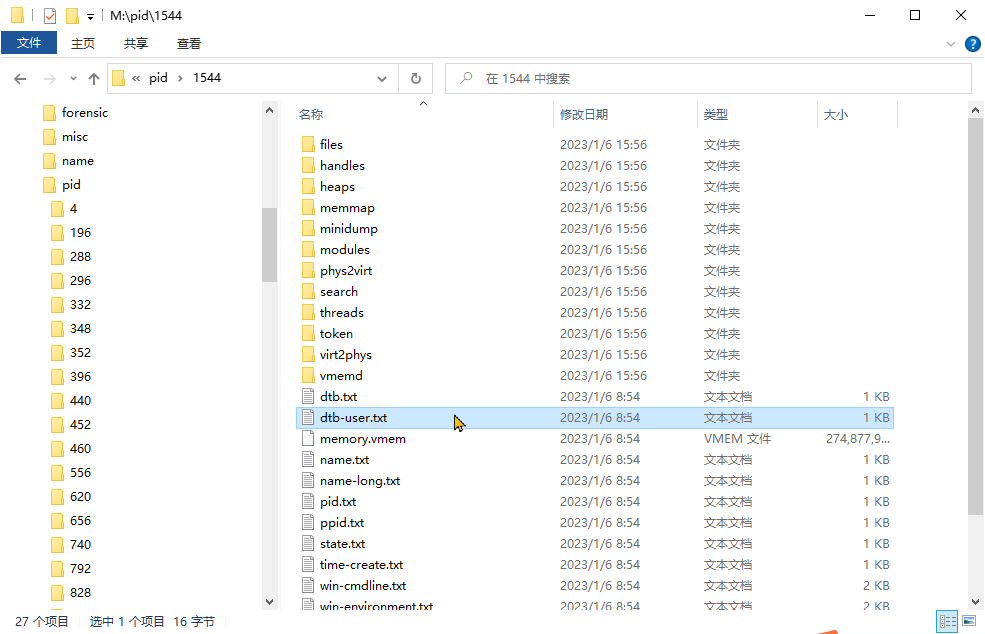 M:\pid\1544
文件 主页 共享 查看
« pid › 1544
在 1544 中搜索
forensic
misc
name
pid
4
196
288
296
332
348
352
396
440
452
460
556
620
656
740
792
828
名称 修改日期 类型 大小
files 2023/1/6 15:56 文件夹
handles 2023/1/6 15:56 文件夹
heaps 2023/1/6 15:56 文件夹
memmap 2023/1/6 15:56 文件夹
minidump 2023/1/6 15:56 文件夹
modules 2023/1/6 15:56 文件夹
phys2virt 2023/1/6 15:56 文件夹
search 2023/1/6 15:56 文件夹
threads 2023/1/6 15:56 文件夹
token 2023/1/6 15:56 文件夹
virt2phys 2023/1/6 15:56 文件夹
vmemd 2023/1/6 15:56 文件夹
dtb.txt 2023/1/6 8:54 文本文档 1 KB
dtb-user.txt 2023/1/6 8:54 文本文档 1 KB
memory.vmem 2023/1/6 8:54 VMEM 文件 274,877,9...
name.txt 2023/1/6 8:54 文本文档 1 KB
name-long.txt 2023/1/6 8:54 文本文档 1 KB
pid.txt 2023/1/6 8:54 文本文档 1 KB
ppid.txt 2023/1/6 8:54 文本文档 1 KB
state.txt 2023/1/6 8:54 文本文档 1 KB
time-create.txt 2023/1/6 8:54 文本文档 1 KB
win-cmdline.txt 2023/1/6 8:54 文本文档 2 KB
win-environment.txt 2023/1/6 8:54 文本文档 2 KB
27 个项目 选中 1 个项目 16 字节